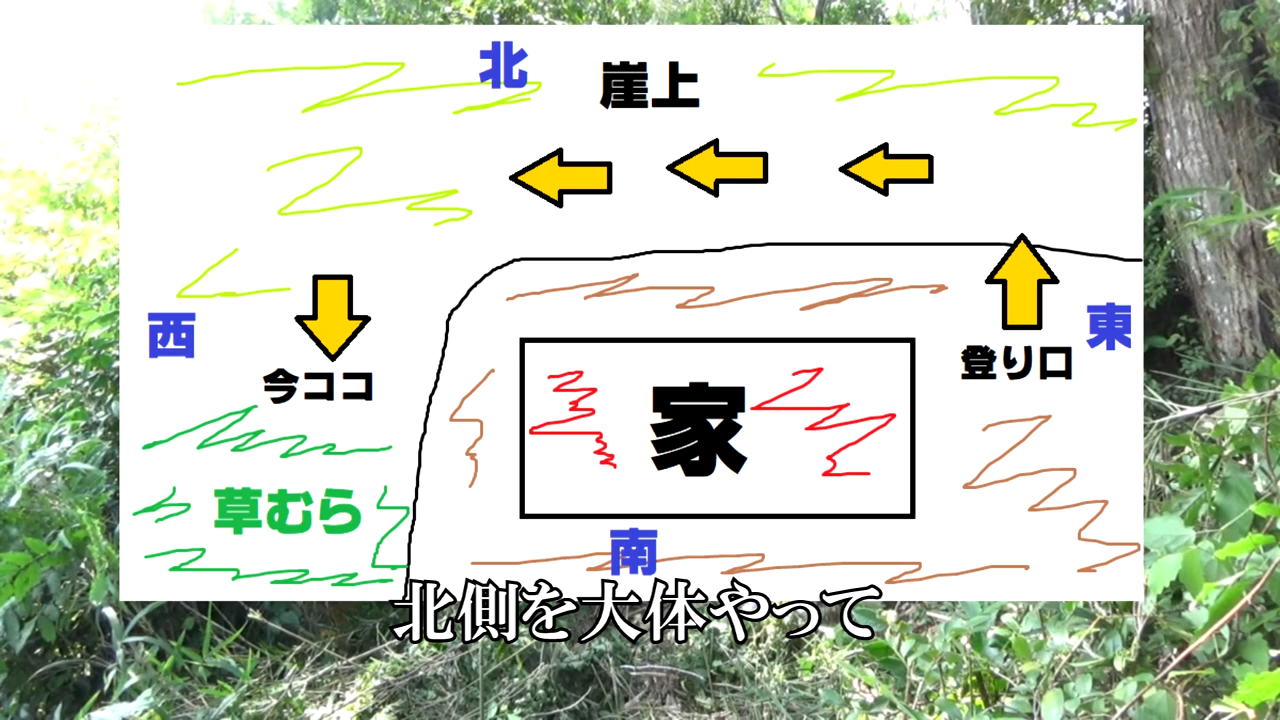 北
崖上
西
東
今ココ
登り口
家
草むら
南
北側を大体やって